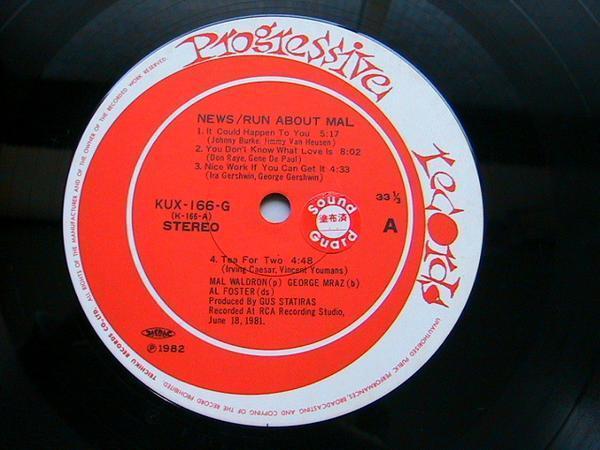 Progressive
records
NEWS/RUN ABOUT MAL
1. It Could Happen To You 5:17
(Johnny Burke, Jimmy Van Heusen)
2. You Don't Know What Love Is 8:02
(Don Raye, Gene De Paul)
3. Nice Work If You Can Get It 4:33
(Ira Gershwin, George Gershwin)
KUX-166-G
(K-166-A)
STEREO
33 1/3
A
Sound
塗布済
Guard
4. Tea For Two 4:48
(Irving Caesar, Vincent Youmans)
MAL WALDRON(p) GEORGE MRAZ(b)
AL FOSTER(ds)
Produced By GUS STATIRAS
Recorded At RCA Recording Studio,
June 18, 1981.
℗1982
TEICHIKU RECORDS CO., LTD. ALL RIGHTS OF THE MANUFACTURER AND OF THE OWNER OF THE RECORDED WORK RESERVED.
UNAUTHORISED PUBLIC PERFORMANCES, BROADCASTING AND COPYING OF THE RECORD PROHIBITED.